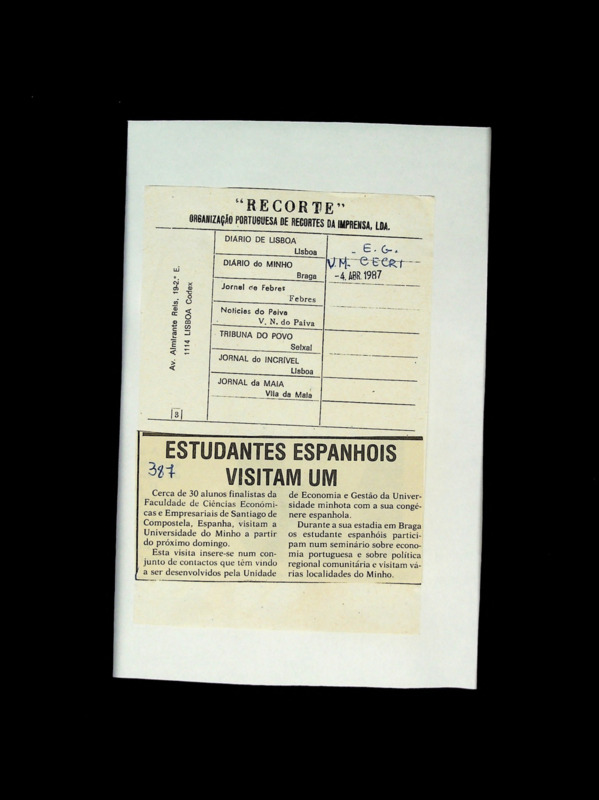 "RECORTE"
ORGANIZAÇÃO PORTUGUESA DE RECORTES DA IMPRENSA, LDA.
Av. Almirante Reis, 19-2.º E.
1114 LISBOA Codex
3
DIÁRIO DE LISBOA
Lisboa
E.G.
DIÁRIO do MINHO
Braga
U.M. CECRI
-4. ABR. 1987
Jornal de Febres
Febres
Notícias do Paiva
V. N. do Paiva
TRIBUNA DO POVO
Seixal
JORNAL do INCRÍVEL
Lisboa
JORNAL da MAIA
Vila da Maia
ESTUDANTES ESPANHOIS
VISITAM UM
387
Cerca de 30 alunos finalistas da
Faculdade de Ciências Económi-
cas e Empresariais de Santiago de
Compostela, Espanha, visitam a
Universidade do Minho a partir
do próximo domingo.
Esta visita insere-se num con-
junto de contactos que têm vindo
a ser desenvolvidos pela Unidade
de Economia e Gestão da Univer-
sidade minhota com a sua congé-
nere espanhola.
Durante a sua estadia em Braga
os estudante espanhóis partici-
pam num seminário sobre econo-
mia portuguesa e sobre política
regional comunitária e visitam vá-
rias localidades do Minho.